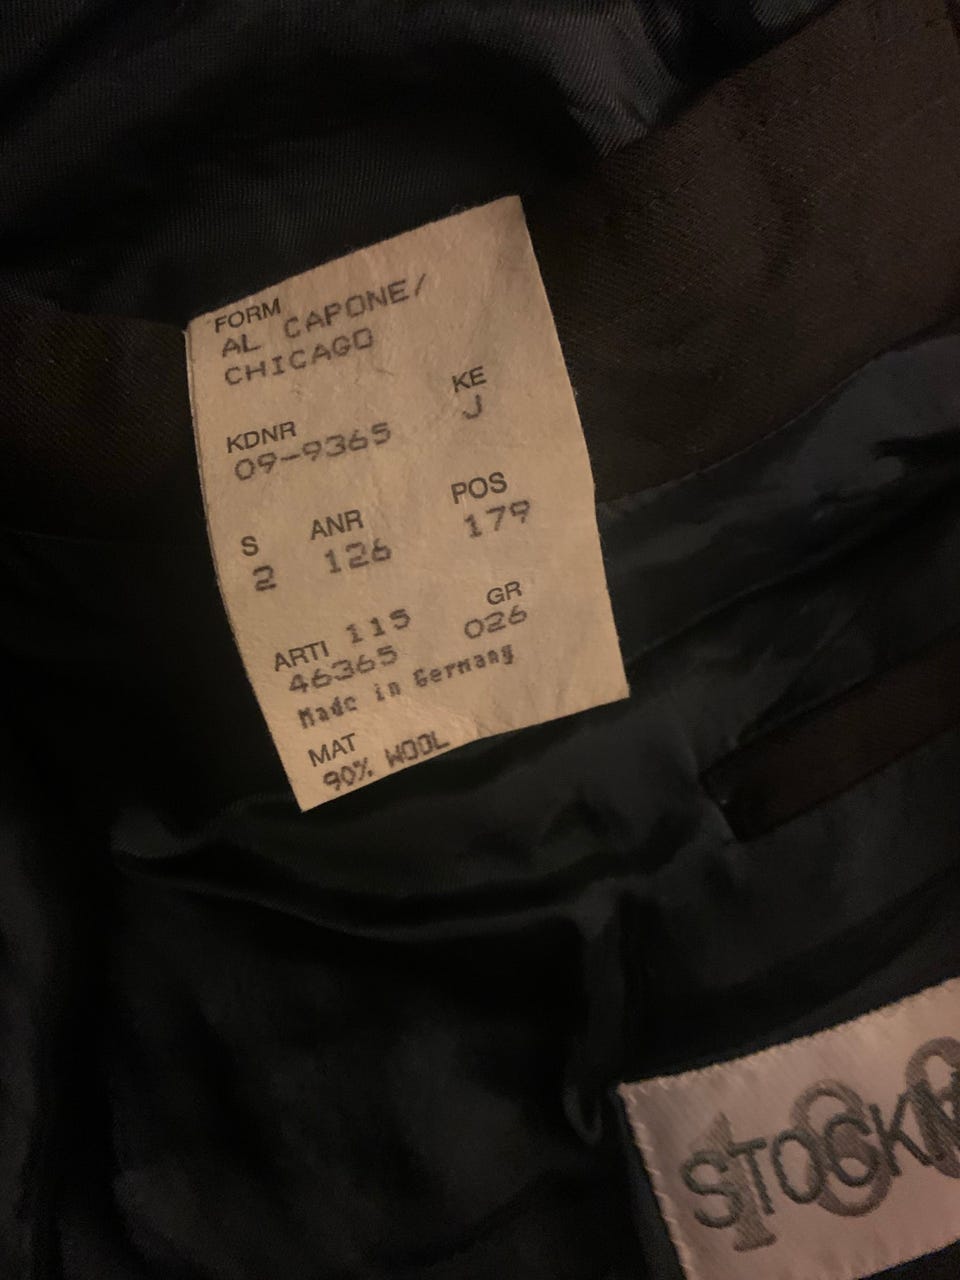 FORM
AL CAPONE/
CHICAGO
KDNR KE
09-9365 J
S ANR POS
2 126 179
ARTI 115 GR
46365 026
Made in Germany
MAT
90% WOOL
STOCKM